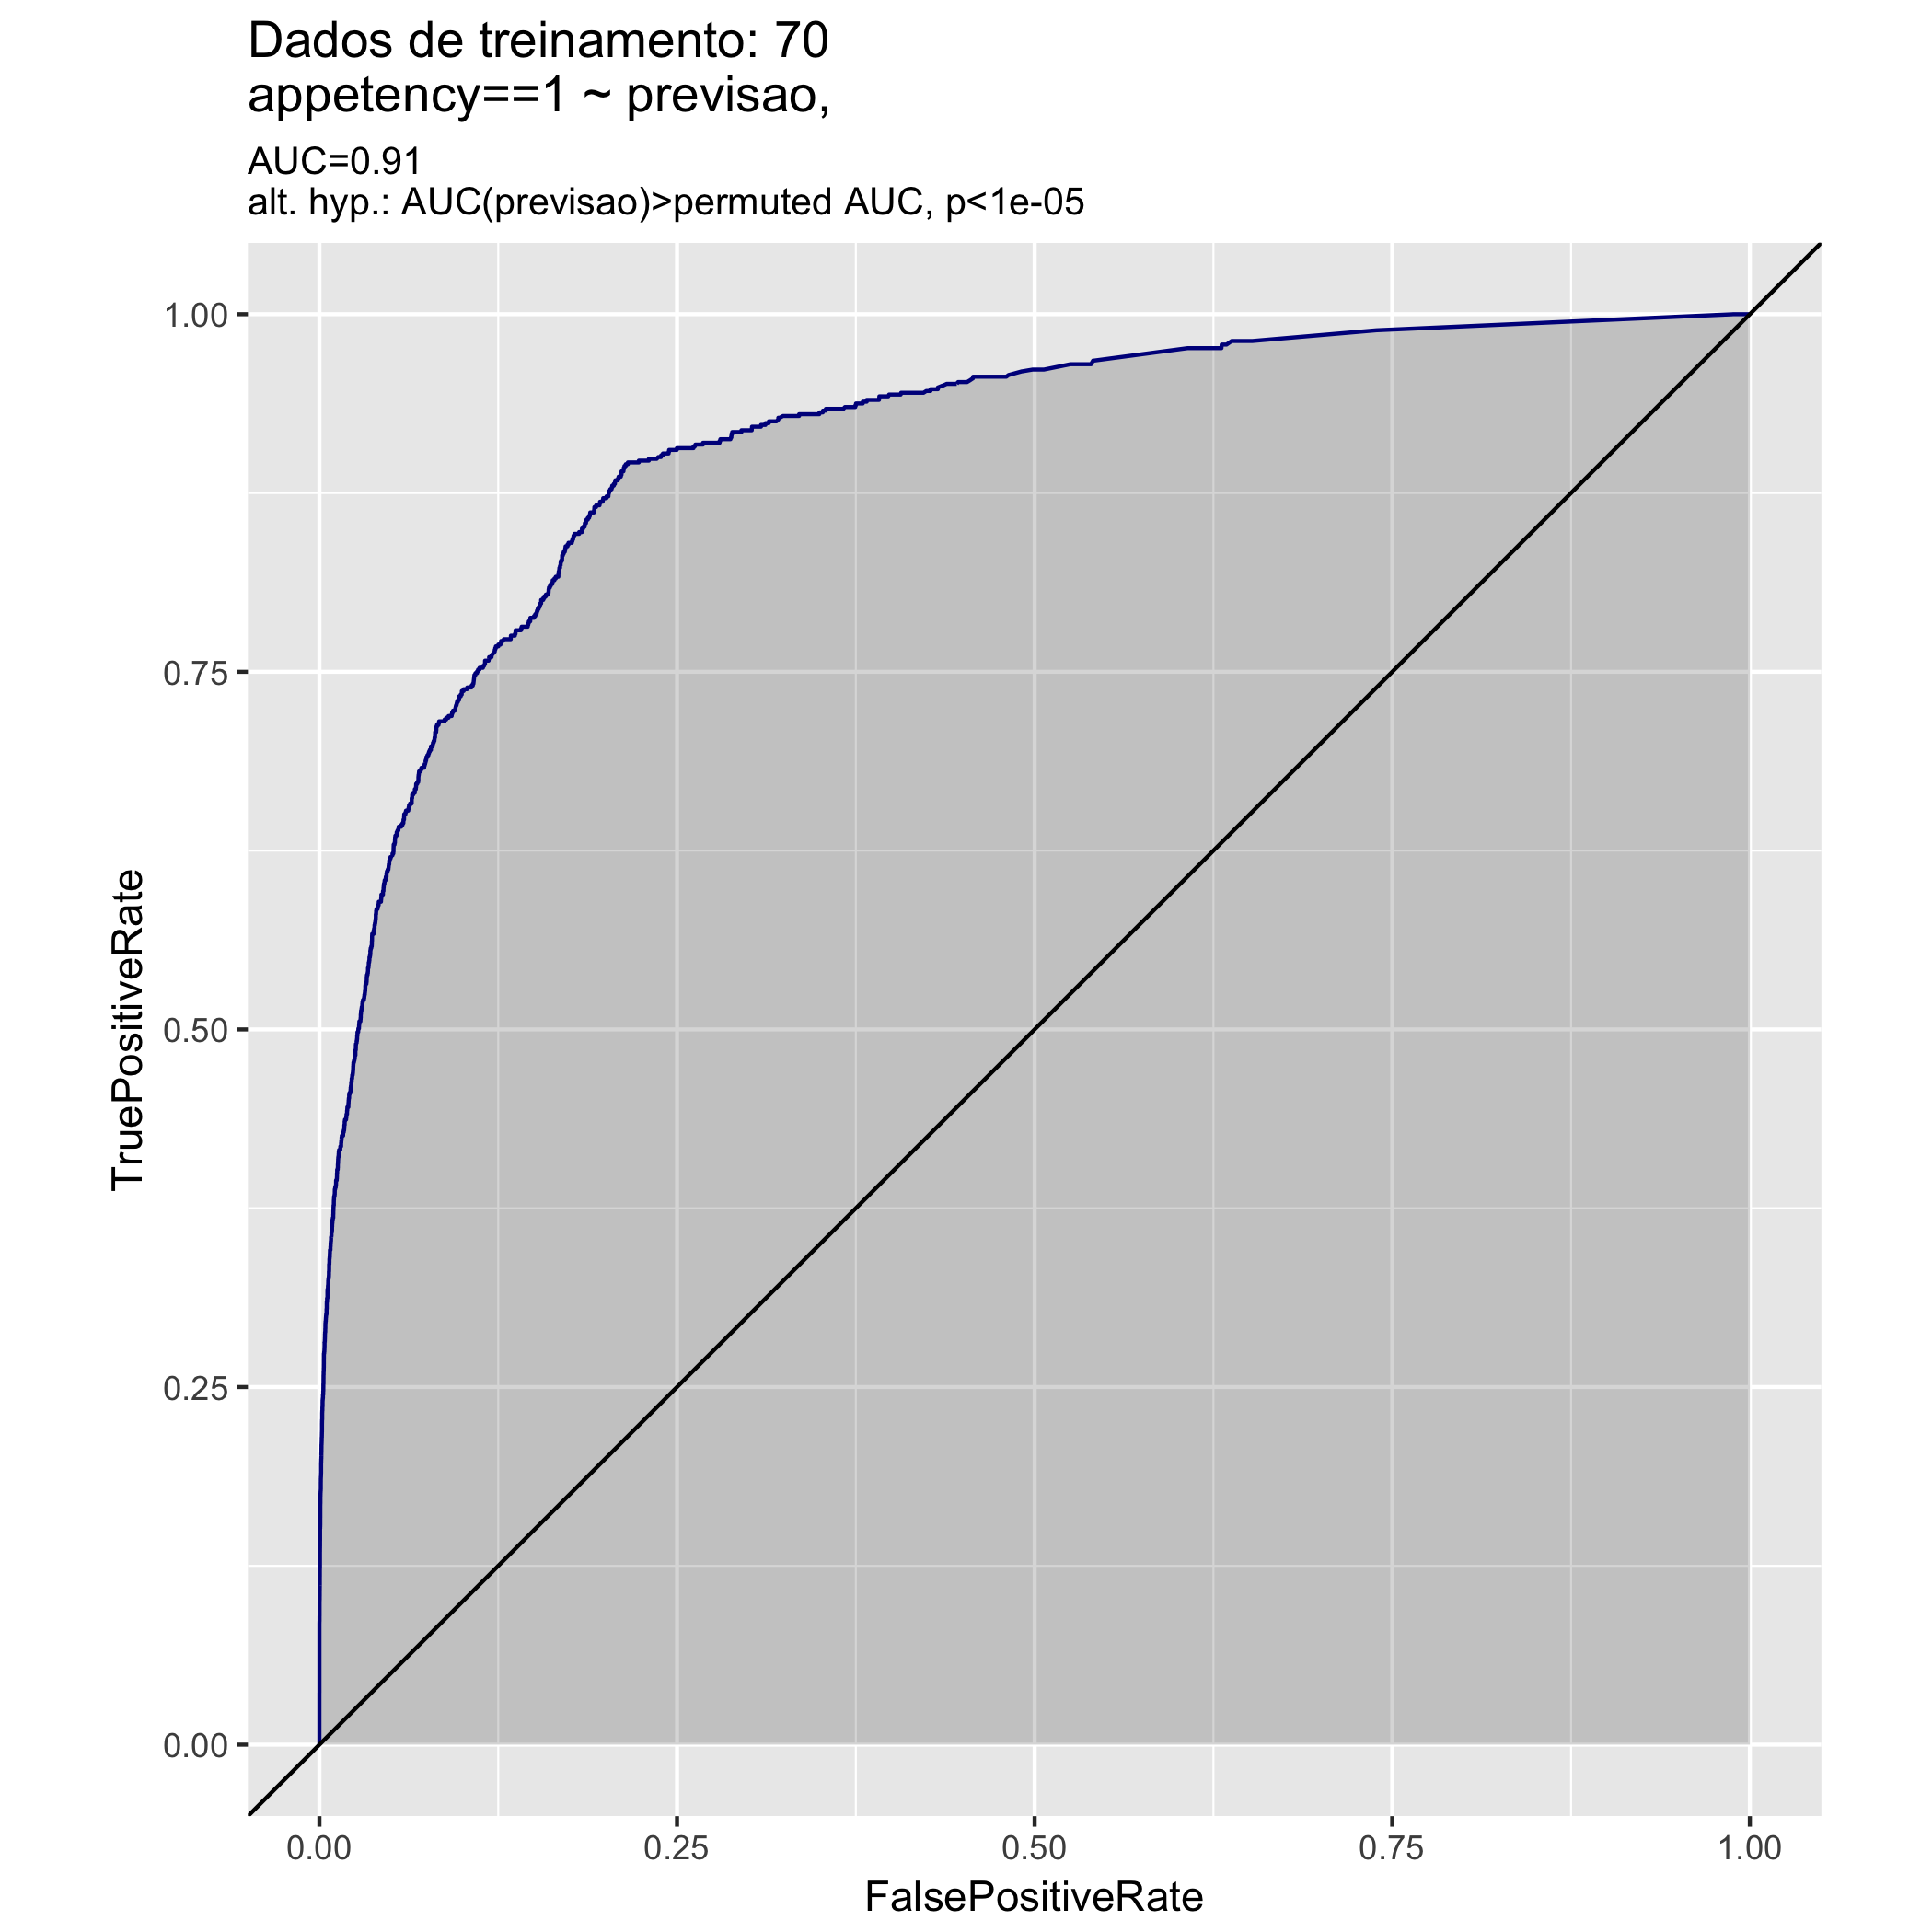 Dados de treinamento: 70
appetency==1 ~ previsao,
AUC=0.91
alt. hyp.: AUC(previsao)>permuted AUC, p<1e-05
TruePositiveRate
1.00
0.75
0.50
0.25
0.00
0.00 0.25 0.50 0.75 1.00
FalsePositiveRate